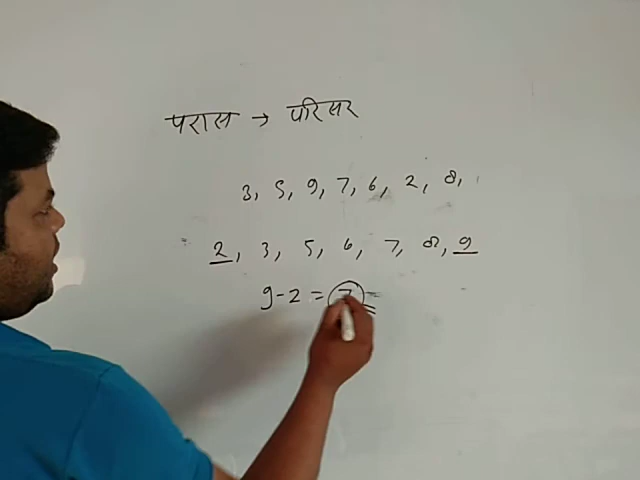 परास → परिसर
3, 5, 9, 7, 6, 2, 8,
2, 3, 5, 6, 7, 8, 9
9-2 = 7 =